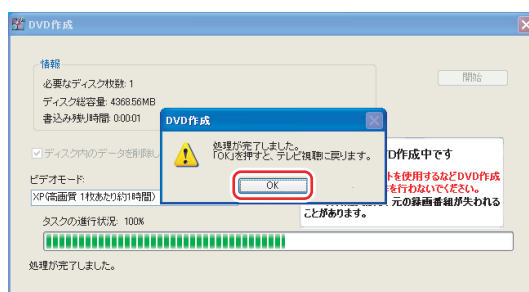 DVD作成
情報
必要なディスク枚数: 1
ディスク総容量: 4368.56MB
書込み残り時間: 0:00:01
開始
DVD作成
処理が完了しました。
「OK」を押すと、テレビ視聴に戻ります。
OK
ディスク内のデータを削除し
D作成中です
トを使用するなどDVD作成
を行わないでください。
元の録画番組が失われる
ことがあります。
ビデオモード:
XP(高画質 1枚あたり約1時間)
タスクの進行状況: 100%
処理が完了しました。